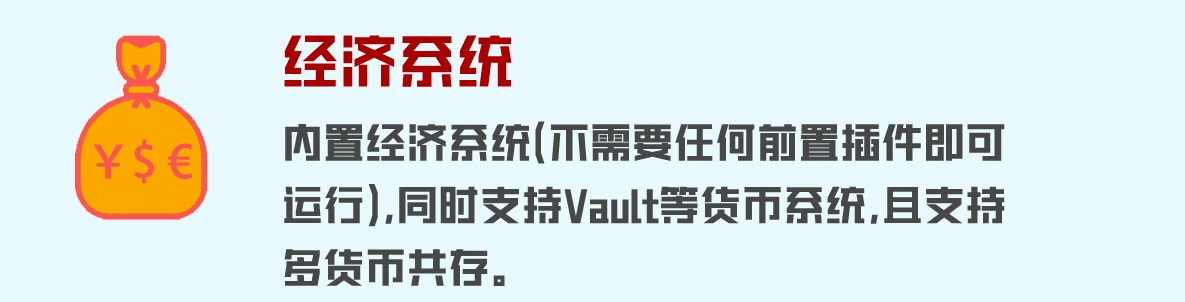 经济系统
¥$€
内置经济系统(不需要任何前置插件即可
运行),同时支持Vault等货币系统,且支持
多货币共存。